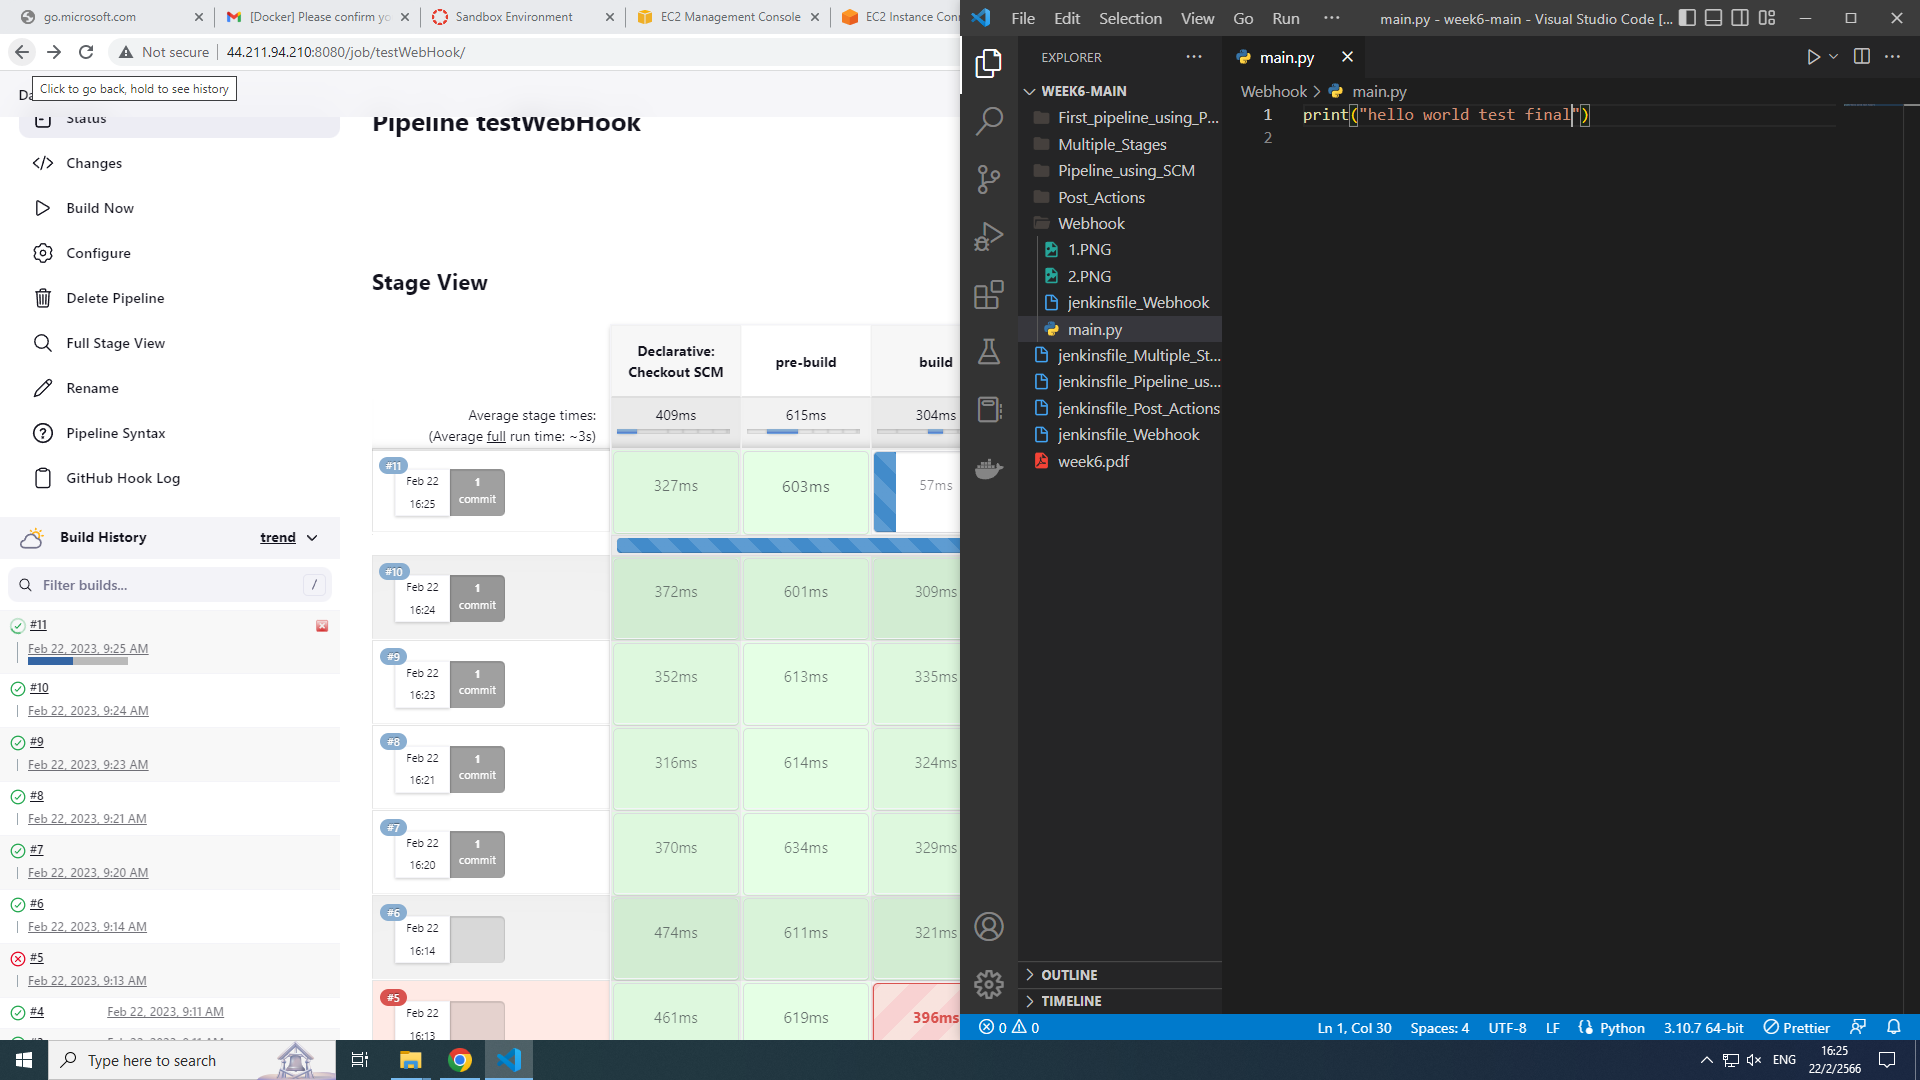 go.microsoft.com
[Docker] Please confirm yo
Sandbox Environment
EC2 Management Console
EC2 Instance Conn
Not secure
44.211.94.210:8080/job/testWebHook/
Click to go back, hold to see history
Da
Status
Changes
Build Now
Configure
Delete Pipeline
Full Stage View
Rename
Pipeline Syntax
GitHub Hook Log
Build History
trend
Filter builds...
/
#11
Feb 22, 2023, 9:25 AM
#10
Feb 22, 2023, 9:24 AM
#9
Feb 22, 2023, 9:23 AM
#8
Feb 22, 2023, 9:21 AM
#7
Feb 22, 2023, 9:20 AM
#6
Feb 22, 2023, 9:14 AM
#5
Feb 22, 2023, 9:13 AM
#4
Feb 22, 2023, 9:11 AM
Pipeline testWebHook
Stage View
Declarative: Checkout SCM
pre-build
build
Average stage times:
(Average full run time: ~3s)
409ms
615ms
304ms
#11
Feb 22
16:25
1 commit
327ms
603ms
57ms
#10
Feb 22
16:24
1 commit
372ms
601ms
309ms
#9
Feb 22
16:23
1 commit
352ms
613ms
335ms
#8
Feb 22
16:21
1 commit
316ms
614ms
324ms
#7
Feb 22
16:20
1 commit
370ms
634ms
329ms
#6
Feb 22
16:14
474ms
611ms
321ms
#5
Feb 22
16:13
461ms
619ms
396ms
File Edit Selection View Go Run ···
main.py - week6-main - Visual Studio Code [...
EXPLORER
WEEK6-MAIN
First_pipeline_using_P...
Multiple_Stages
Pipeline_using_SCM
Post_Actions
Webhook
1.PNG
2.PNG
jenkinsfile_Webhook
main.py
jenkinsfile_Multiple_St...
jenkinsfile_Pipeline_us...
jenkinsfile_Post_Actions
jenkinsfile_Webhook
week6.pdf
OUTLINE
TIMELINE
main.py
Webhook > main.py
1 print("hello world test final")
2
0 0
Ln 1, Col 30
Spaces: 4
UTF-8
LF
Python
3.10.7 64-bit
Prettier
Type here to search
ENG
16:25
22/2/2566